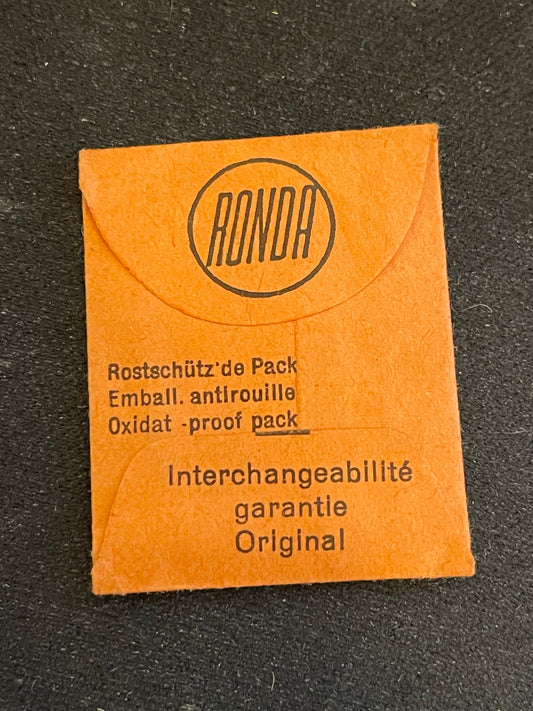 RONDA
Rostschütz'de Pack
Emball. antirouille
Oxidat -proof pack
Interchangeabilité
garantie
Original